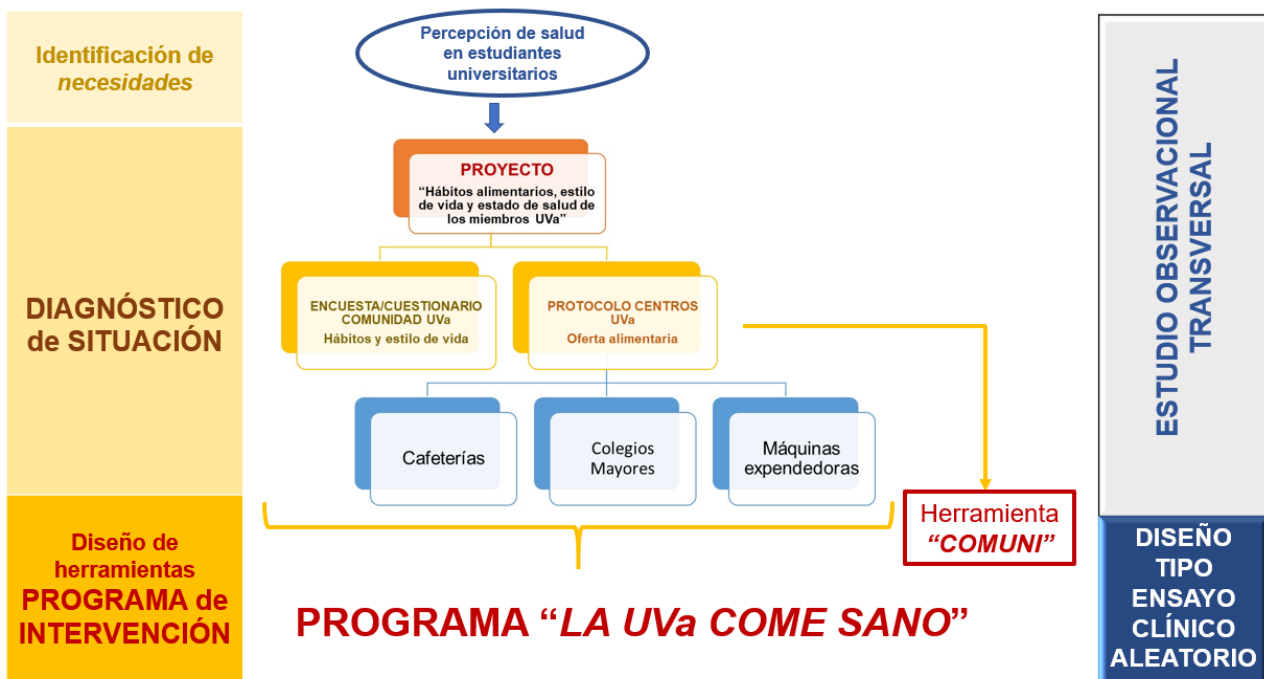 Identificación de
necesidades
Percepción de salud
en estudiantes
universitarios
PROYECTO
“Hábitos alimentarios, estilo
de vida y estado de salud de
los miembros UVa”
DIAGNÓSTICO
de SITUACIÓN
ENCUESTA/CUESTIONARIO
COMUNIDAD UVa
Hábitos y estilo de vida
PROTOCOLO CENTROS
UVa
Oferta alimentaria
Cafeterías
Colegios
Mayores
Máquinas
expendedoras
Herramienta
“COMUNI”
Diseño de
herramientas
PROGRAMA de
INTERVENCIÓN
PROGRAMA “LA UVa COME SANO”
ESTUDIO OBSERVACIONAL
TRANSVERSAL
DISEÑO
TIPO
ENSAYO
CLÍNICO
ALEATORIO